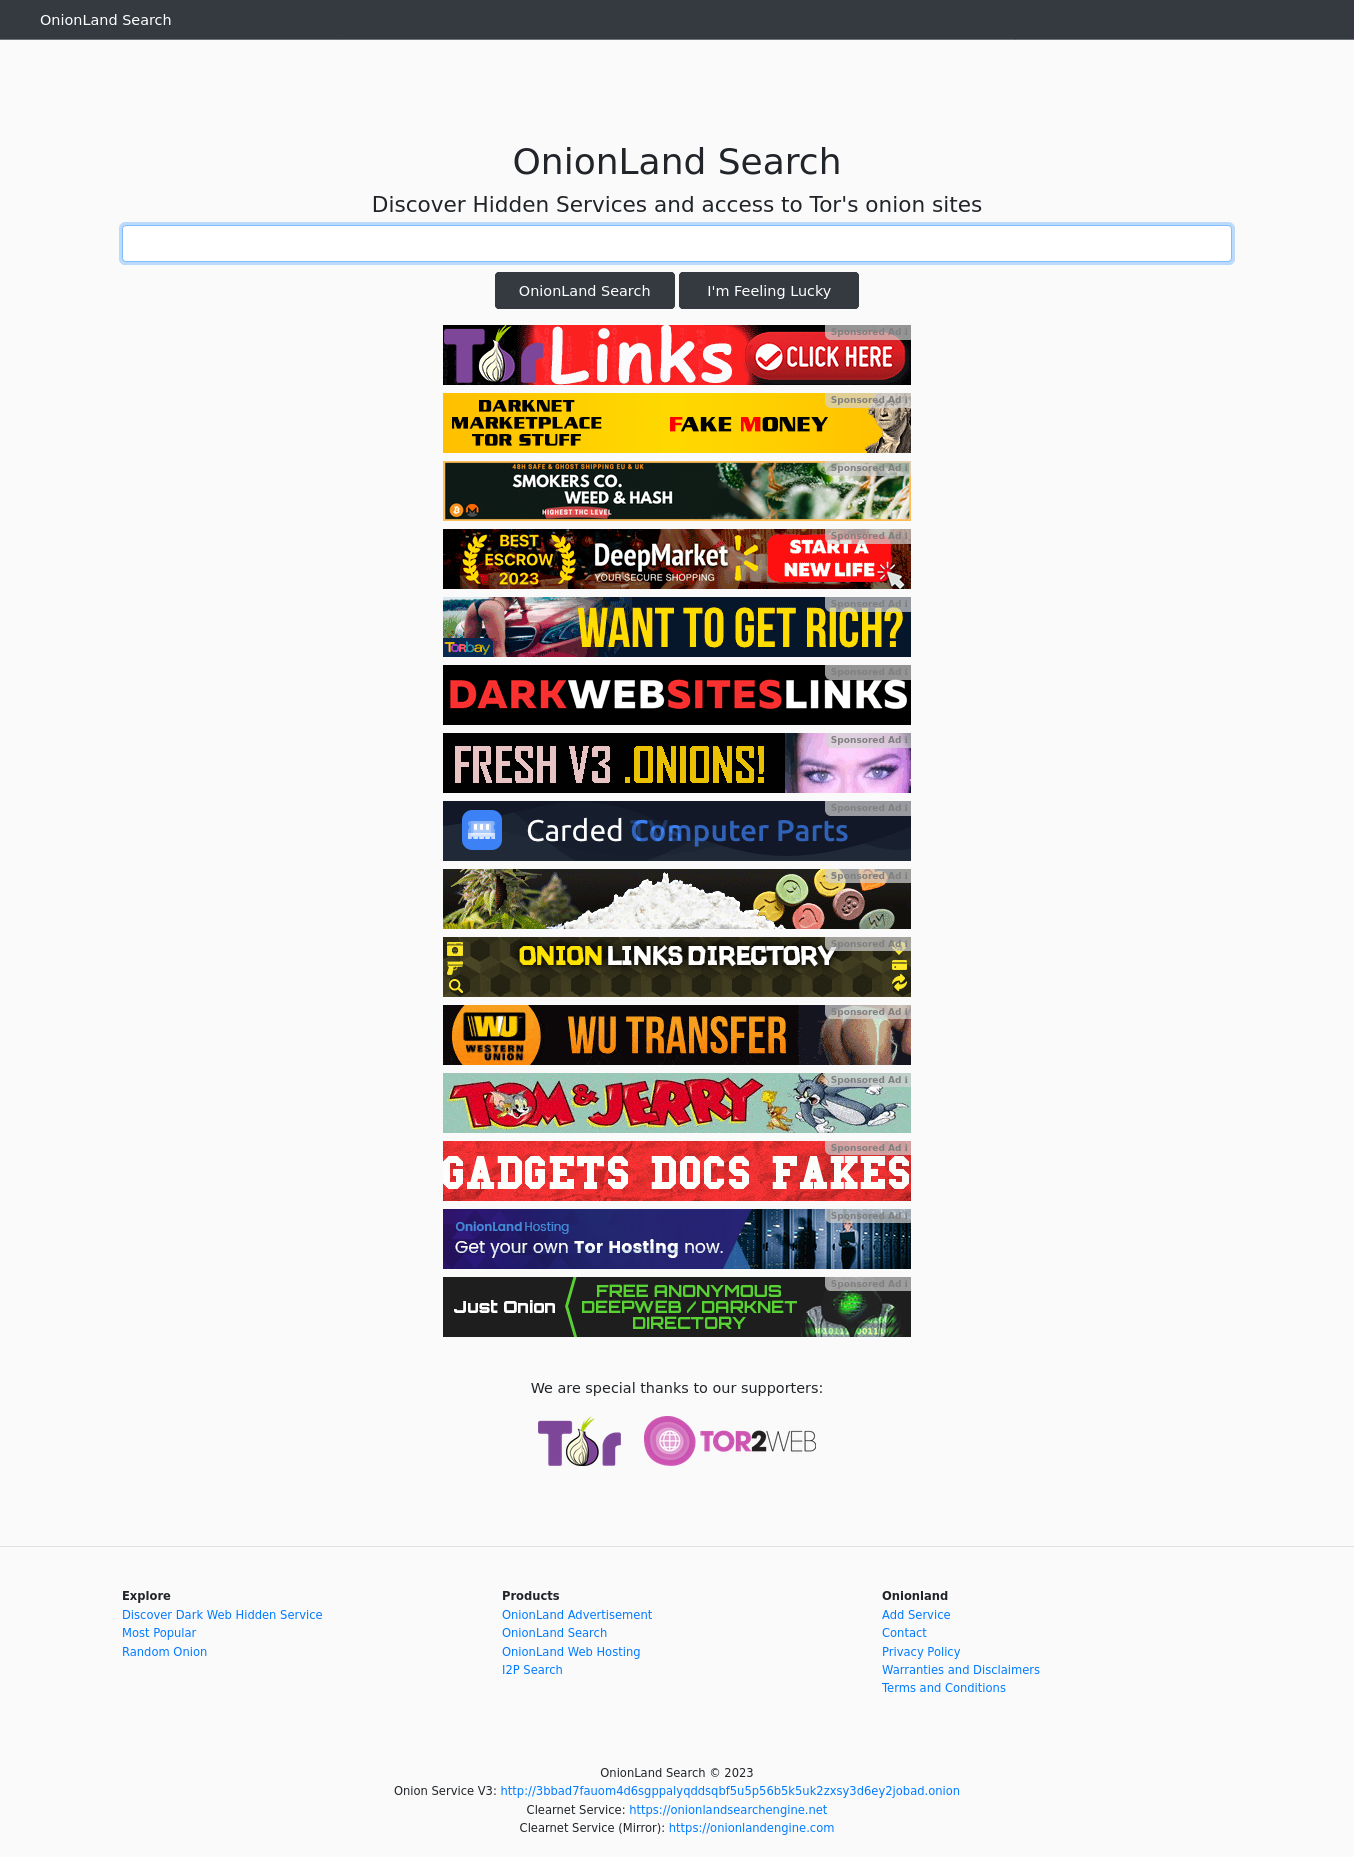 OnionLand Search
OnionLand Search
Discover Hidden Services and access to Tor's onion sites
OnionLand Search
I'm Feeling Lucky
Sponsored Ad i
Tor Links
CLICK HERE
Sponsored Ad i
DARKNET
MARKETPLACE
TOR STUFF
FAKE MONEY
Sponsored Ad i
48H SAFE & GHOST SHIPPING EU & UK
SMOKERS CO.
WEED & HASH
HIGHEST THC LEVEL
Sponsored Ad i
BEST
ESCROW
2023
DeepMarket
YOUR SECURE SHOPPING
START A
NEW LIFE
Sponsored Ad i
Torbay
WANT TO GET RICH?
Sponsored Ad i
DARKWEBSITESLINKS
Sponsored Ad i
FRESH V3 .ONIONS!
Sponsored Ad i
Carded Computer Parts
Sponsored Ad i
Sponsored Ad i
ONION LINKS DIRECTORY
Sponsored Ad i
WU
WESTERN
UNION
WU TRANSFER
Sponsored Ad i
TOM & JERRY
Sponsored Ad i
GADGETS DOCS FAKES
Sponsored Ad i
OnionLand Hosting
Get your own Tor Hosting now.
Sponsored Ad i
Just Onion
FREE ANONYMOUS
DEEPWEB / DARKNET
DIRECTORY
We are special thanks to our supporters:
Tor
TOR2WEB
Explore
Discover Dark Web Hidden Service
Most Popular
Random Onion
Products
OnionLand Advertisement
OnionLand Search
OnionLand Web Hosting
I2P Search
Onionland
Add Service
Contact
Privacy Policy
Warranties and Disclaimers
Terms and Conditions
OnionLand Search © 2023
Onion Service V3: http://3bbad7fauom4d6sgppalyqddsqbf5u5p56b5k5uk2zxsy3d6ey2jobad.onion
Clearnet Service: https://onionlandsearchengine.net
Clearnet Service (Mirror): https://onionlandengine.com